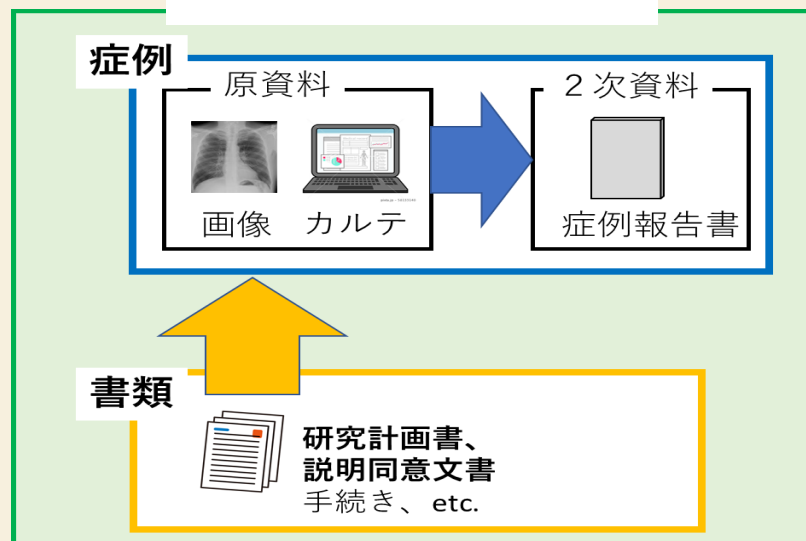 症例
原資料
２次資料
画像
カルテ
症例報告書
書類
研究計画書、
説明同意文書
手続き、etc.